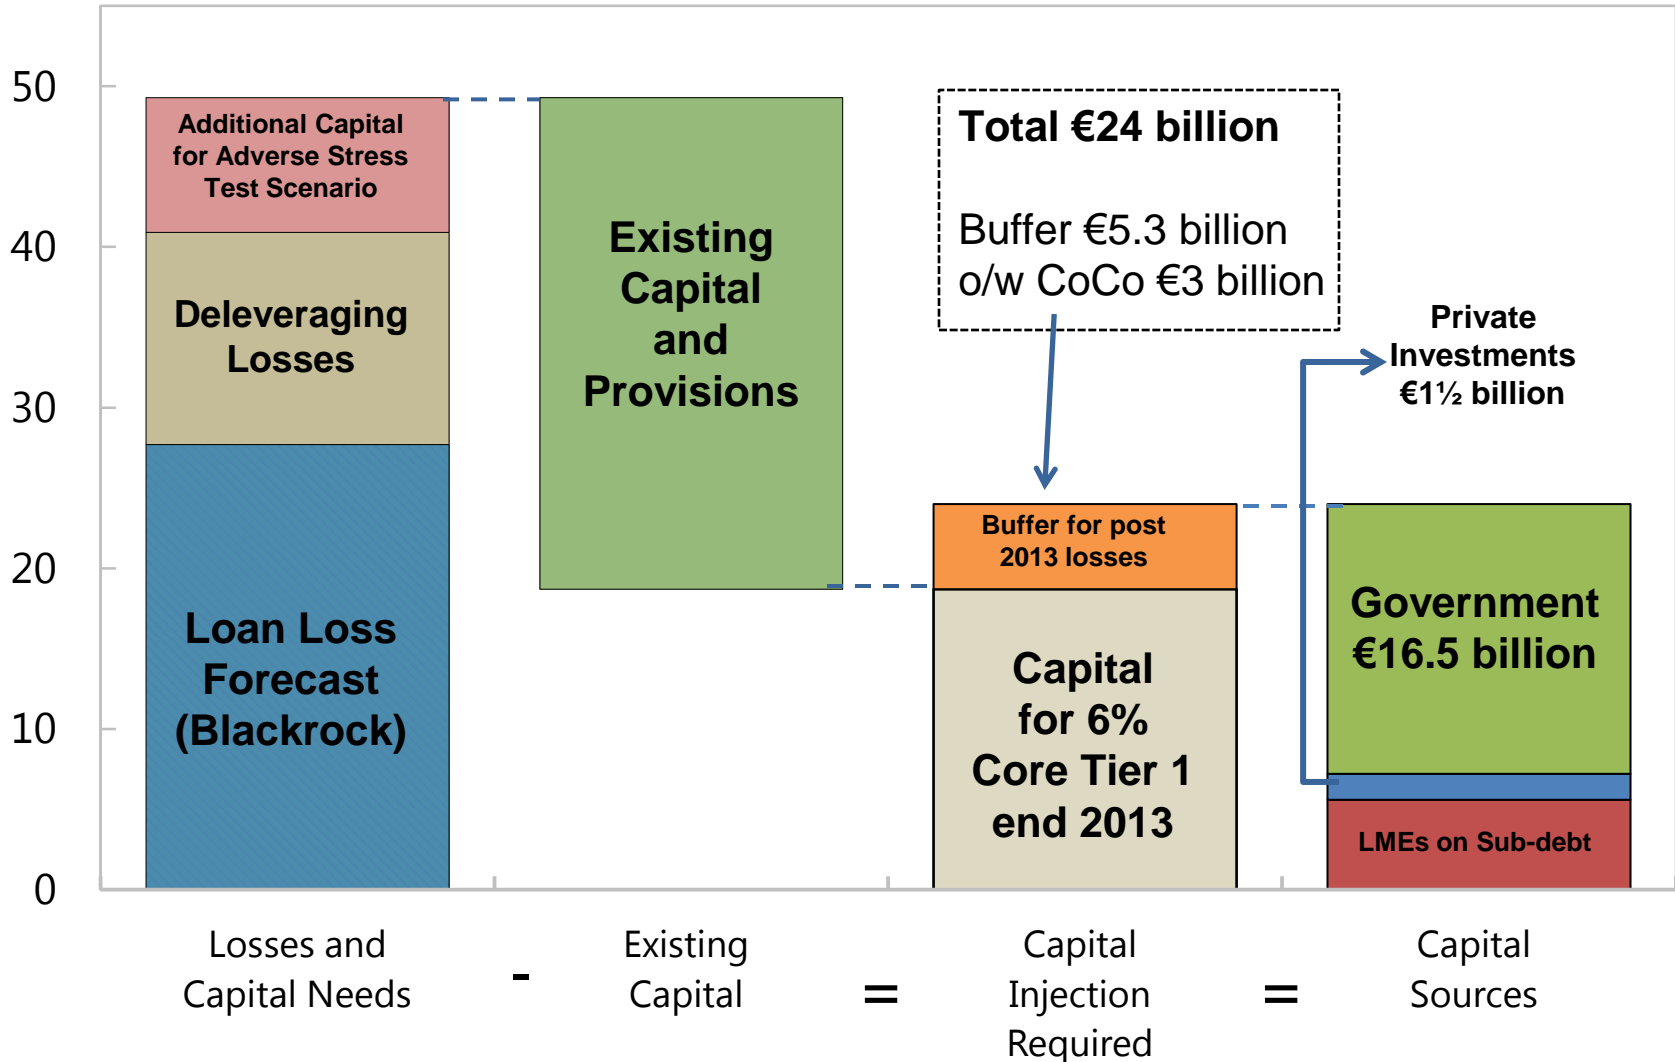 50
40
30
20
10
0
Additional Capital
for Adverse Stress
Test Scenario
Deleveraging
Losses
Loan Loss
Forecast
(Blackrock)
Existing
Capital
and
Provisions
Total €24 billion
Buffer €5.3 billion
o/w CoCo €3 billion
Buffer for post
2013 losses
Capital
for 6%
Core Tier 1
end 2013
Private
Investments
€1½ billion
Government
€16.5 billion
LMEs on Sub-debt
Losses and
Capital Needs
-
Existing
Capital
=
Capital
Injection
Required
=
Capital
Sources